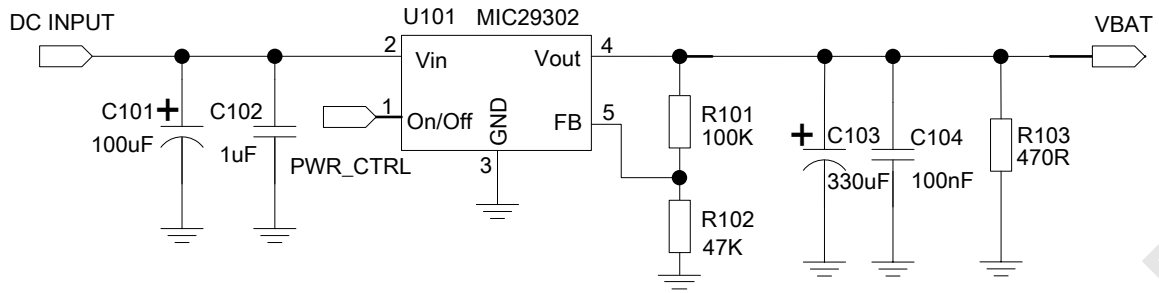 DC INPUT
U101 MIC29302
VBAT
2
Vin
Vout
4
C101
+
100uF
C102
1uF
1
On/Off
PWR_CTRL
GND
3
FB
5
R101
100K
R102
47K
+
C103
330uF
C104
100nF
R103
470R